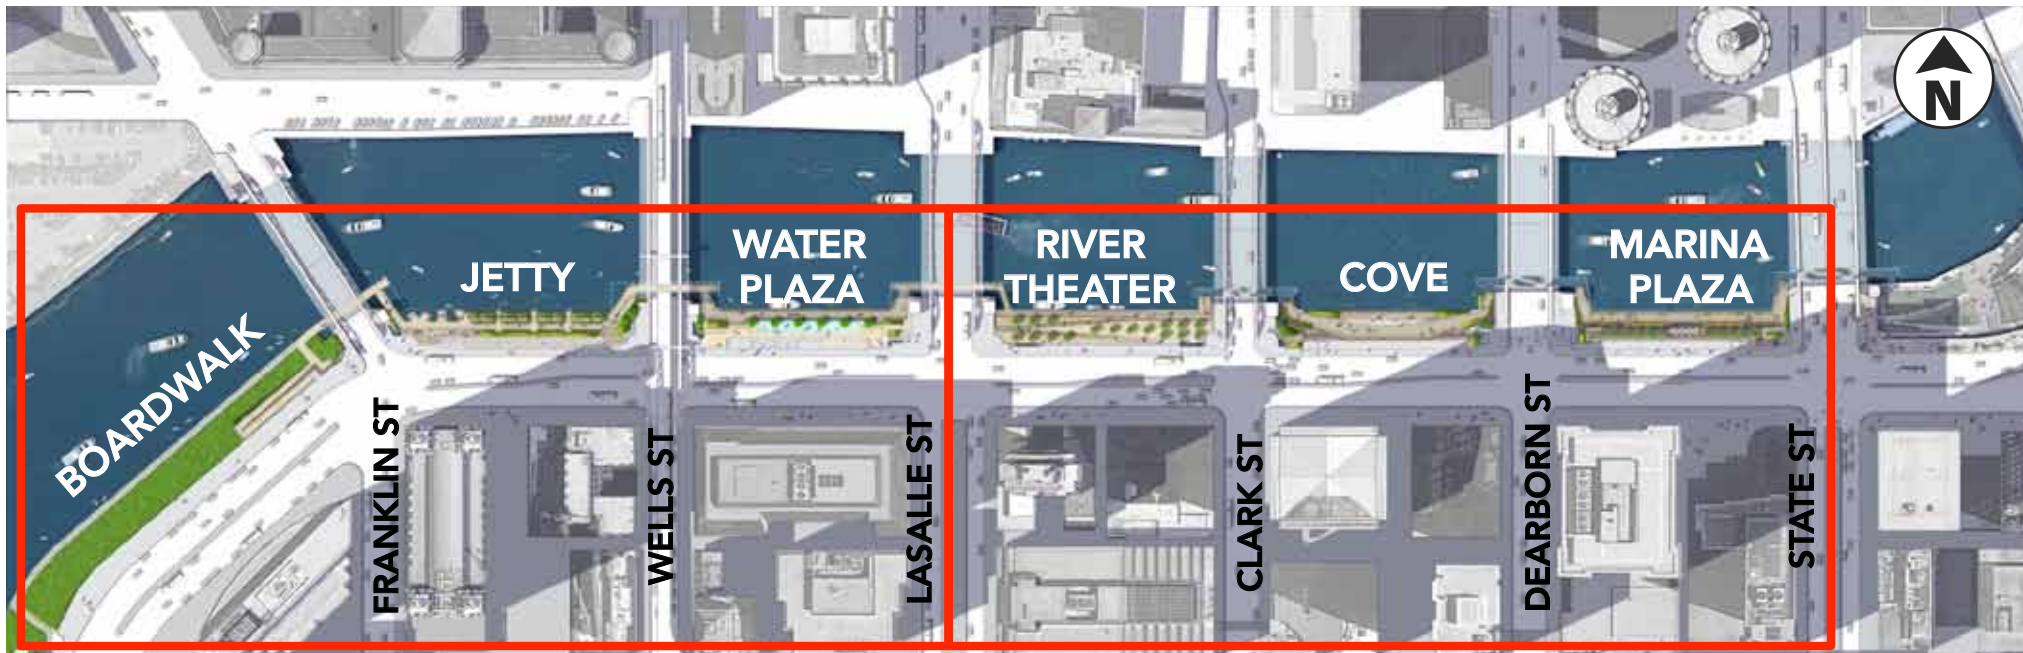 N
WATER
PLAZA
RIVER
THEATER
MARINA
PLAZA
JETTY
COVE
BOARDWALK
FRANKLIN ST
WELLS ST
LASALLE ST
CLARK ST
DEARBORN ST
STATE ST